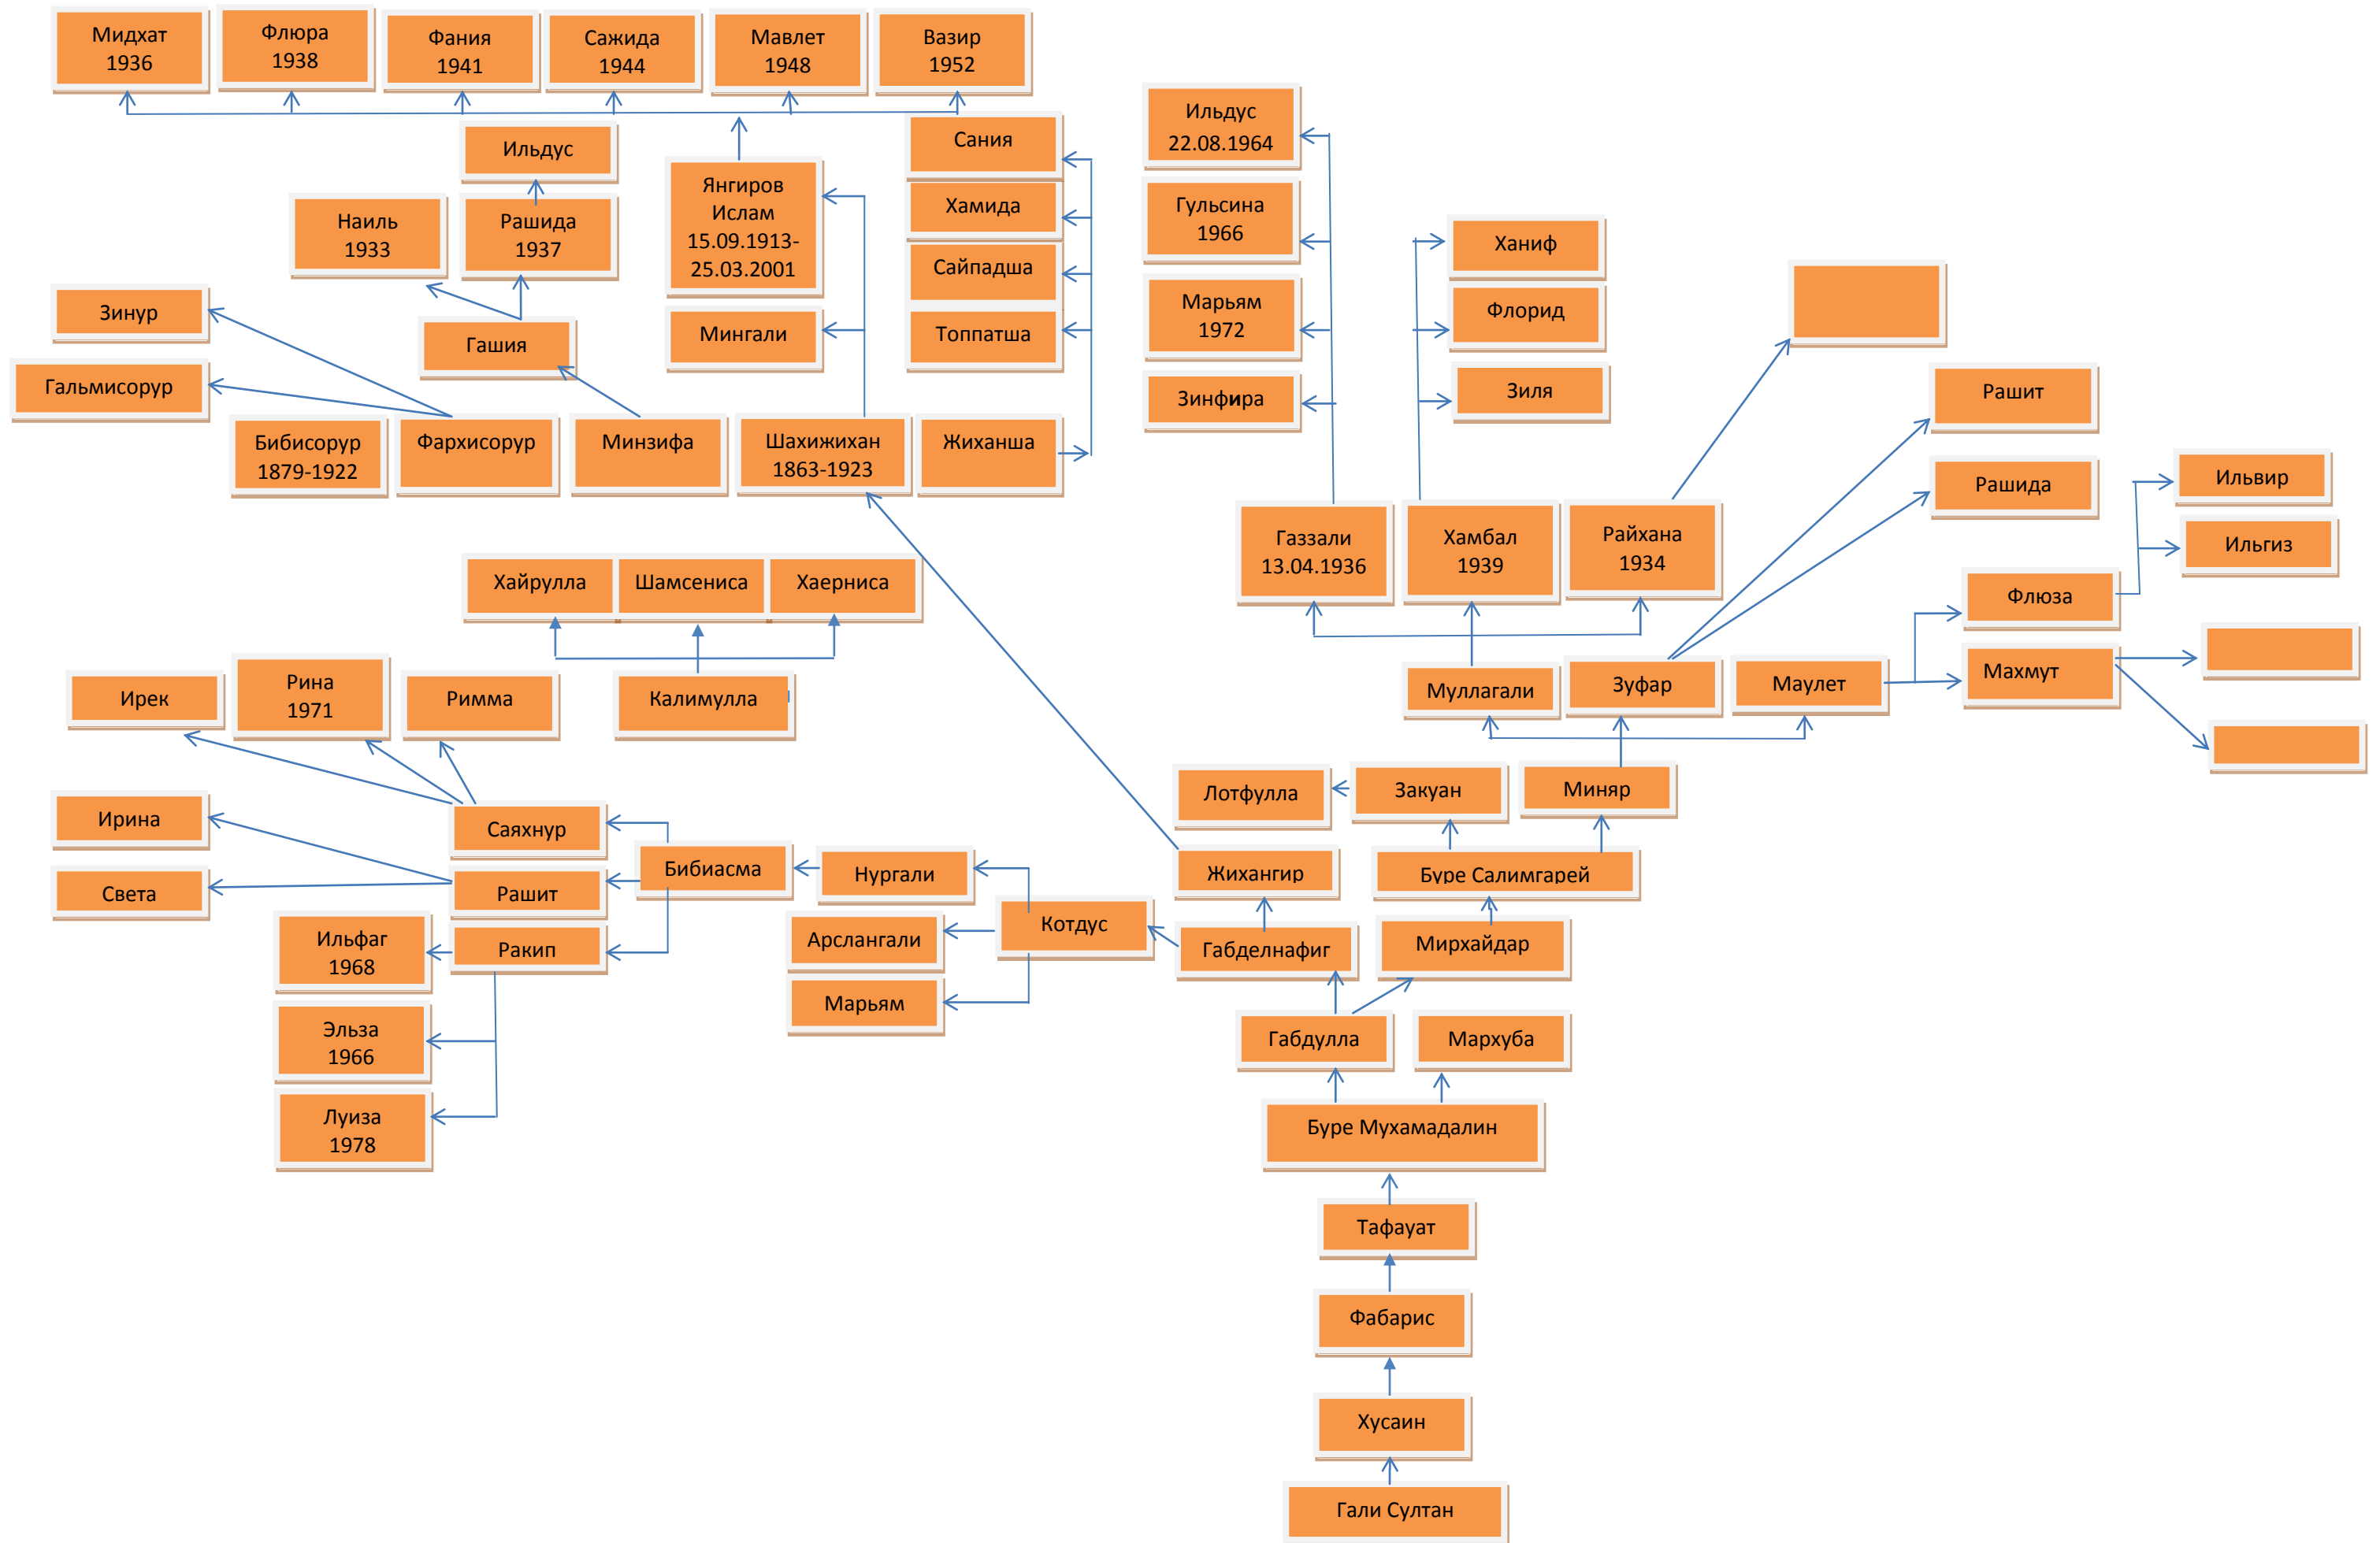 Мидхат
1936
Флюра
1938
Фания
1941
Сажида
1944
Мавлет
1948
Вазир
1952
Ильдус
Сания
Ильдус
22.08.1964
Наиль
1933
Рашида
1937
Янгиров
Ислам
15.09.1913-
25.03.2001
Хамида
Гульсина
1966
Ханиф
Сайпадша
Зинур
Гашия
Мингали
Топпатша
Марьям
1972
Флорид
Гальмисорур
Зинфира
Зиля
Рашит
Бибисорур
1879-1922
Фархисорур
Минзифа
Шахижихан
1863-1923
Жиханша
Рашида
Ильвир
Газзали
13.04.1936
Хамбал
1939
Райхана
1934
Ильгиз
Хайрулла
Шамсениса
Хаерниса
Флюза
Ирек
Рина
1971
Римма
Калимулла
Муллагали
Зуфар
Маулет
Махмут
Лотфулла
Закуан
Миняр
Ирина
Саяхнур
Бибиасма
Нургали
Жихангир
Буре Салимгарей
Света
Рашит
Котдус
Ильфаг
1968
Ракип
Арслангали
Габделнафиг
Мирхайдар
Марьям
Эльза
1966
Габдулла
Мархуба
Луиза
1978
Буре Мухамадалин
Тафауат
Фабарис
Хусаин
Гали Султан